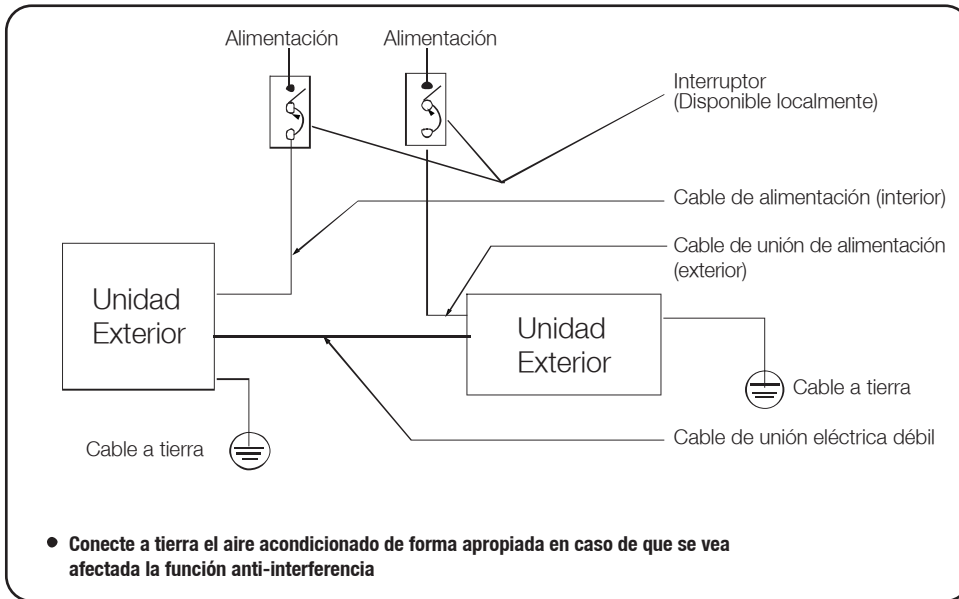 Alimentación
Alimentación
Interruptor
(Disponible localmente)
Cable de alimentación (interior)
Cable de unión de alimentación
(exterior)
Unidad
Exterior
Unidad
Exterior
Cable a tierra
Cable a tierra
Cable de unión eléctrica débil
● Conecte a tierra el aire acondicionado de forma apropiada en caso de que se vea
afectada la función anti-interferencia